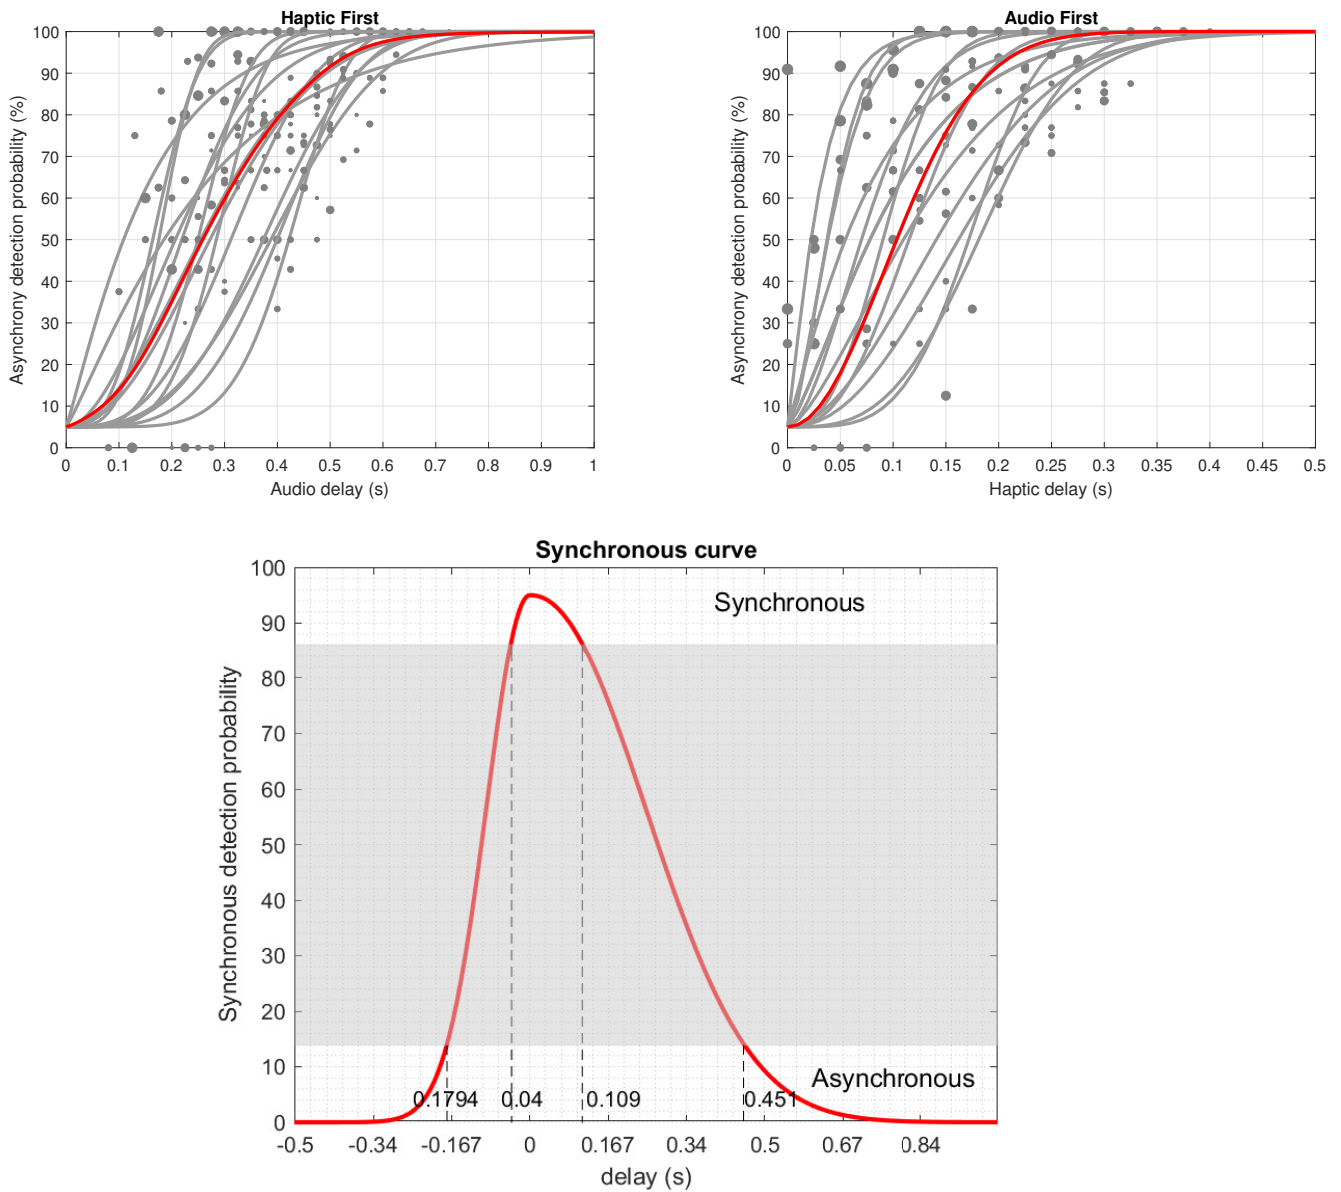 Haptic First
100
90
80
70
60
50
40
30
20
10
0
Asynchrony detection probability (%)
0 0.1 0.2 0.3 0.4 0.5 0.6 0.7 0.8 0.9 1
Audio delay (s)
Audio First
100
90
80
70
60
50
40
30
20
10
0
Asynchrony detection probability (%)
0 0.05 0.1 0.15 0.2 0.25 0.3 0.35 0.4 0.45 0.5
Haptic delay (s)
Synchronous curve
100
90
80
70
60
50
40
30
20
10
0
Synchronous detection probability
Synchronous
Asynchronous
0.1794 0.04 0.109 0.451
-0.5 -0.34 -0.167 0 0.167 0.34 0.5 0.67 0.84
delay (s)